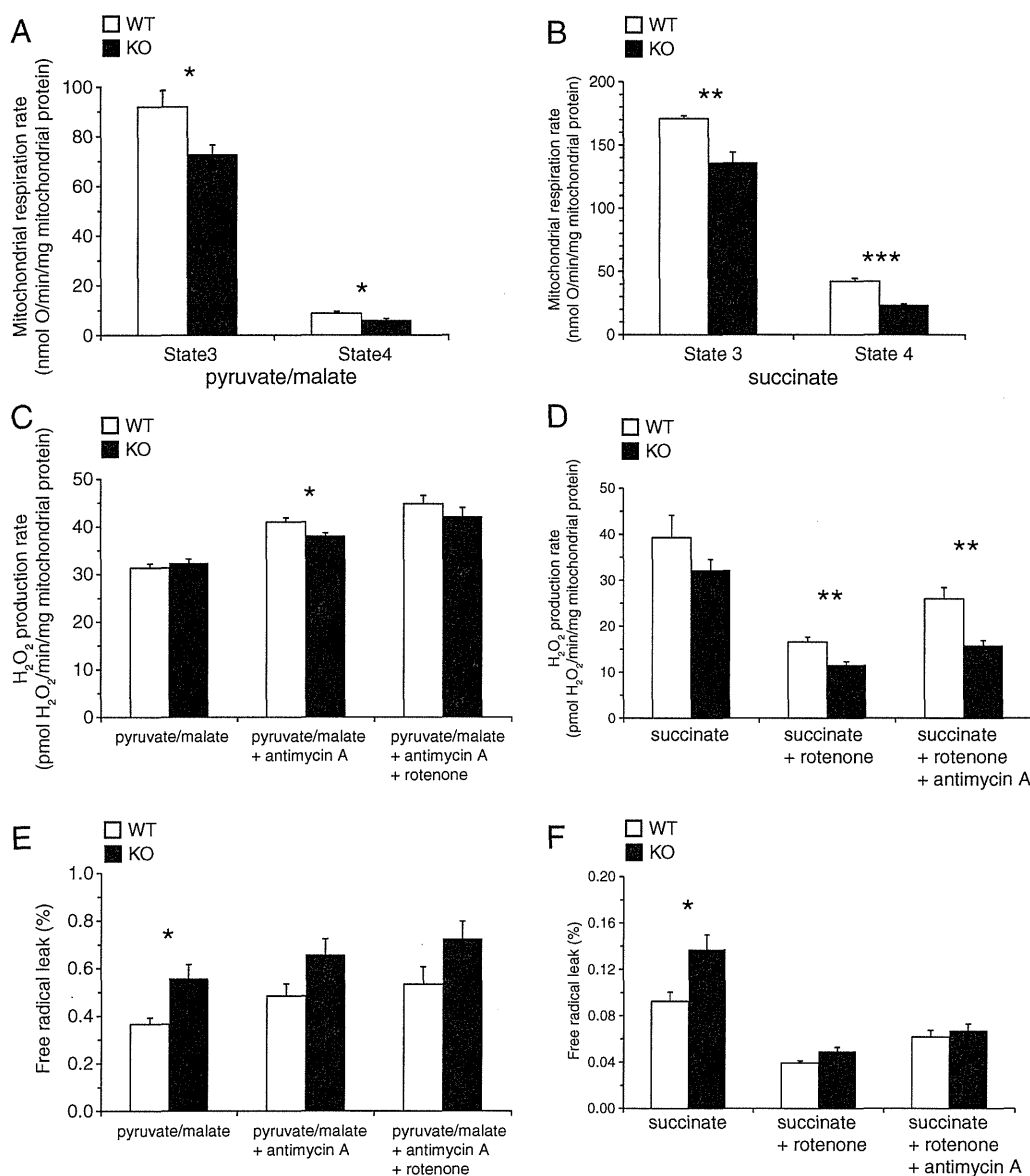 A
WT
KO
Mitochondrial respiration rate
(nmol O/min/mg mitochondrial protein)
100
80
60
40
20
0
*
*
State3
State4
pyruvate/malate
B
WT
KO
Mitochondrial respiration rate
(nmol O/min/mg mitochondrial protein)
200
150
100
50
0
**
***
State 3
State 4
succinate
C
WT
KO
H₂O₂ production rate
(pmol H₂O₂/min/mg mitochondrial protein)
50
40
30
20
10
0
*
pyruvate/malate
pyruvate/malate
+ antimycin A
pyruvate/malate
+ antimycin A
+ rotenone
D
WT
KO
H₂O₂ production rate
(pmol H₂O₂/min/mg mitochondrial protein)
50
40
30
20
10
0
**
**
succinate
succinate
+ rotenone
succinate
+ rotenone
+ antimycin A
E
WT
KO
Free radical leak (%)
1.0
0.8
0.6
0.4
0.2
0.0
*
pyruvate/malate
pyruvate/malate
+ antimycin A
pyruvate/malate
+ antimycin A
+ rotenone
F
WT
KO
Free radical leak (%)
0.20
0.16
0.12
0.08
0.04
0.00
*
succinate
succinate
+ rotenone
succinate
+ rotenone
+ antimycin A